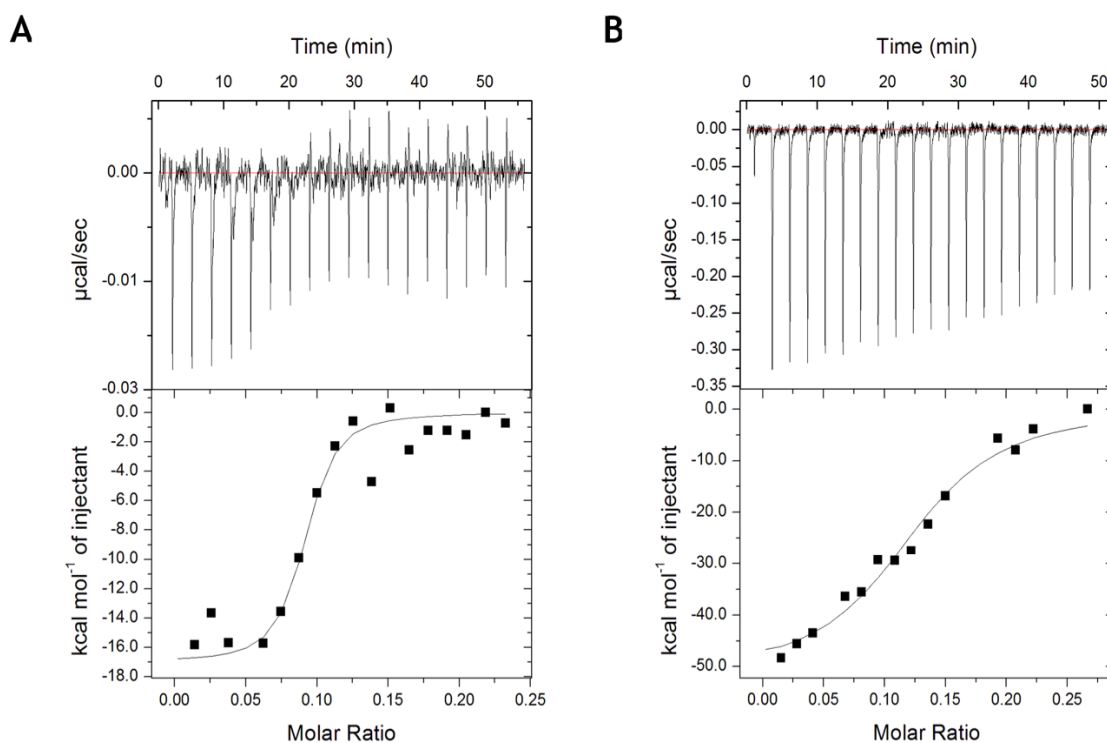 A
Time (min)
0 10 20 30 40 50
0.00
-0.01
-0.03
µcal/sec
0.0
-2.0
-4.0
-6.0
-8.0
-10.0
-12.0
-14.0
-16.0
-18.0
kcal mol⁻¹ of injectant
0.00 0.05 0.10 0.15 0.20 0.25
Molar Ratio
B
Time (min)
0 10 20 30 40 50
0.00
-0.05
-0.10
-0.15
-0.20
-0.25
-0.30
-0.35
µcal/sec
0.00
-10.0
-20.0
-30.0
-40.0
-50.0
kcal mol⁻¹ of injectant
0.00 0.05 0.10 0.15 0.20 0.25
Molar Ratio